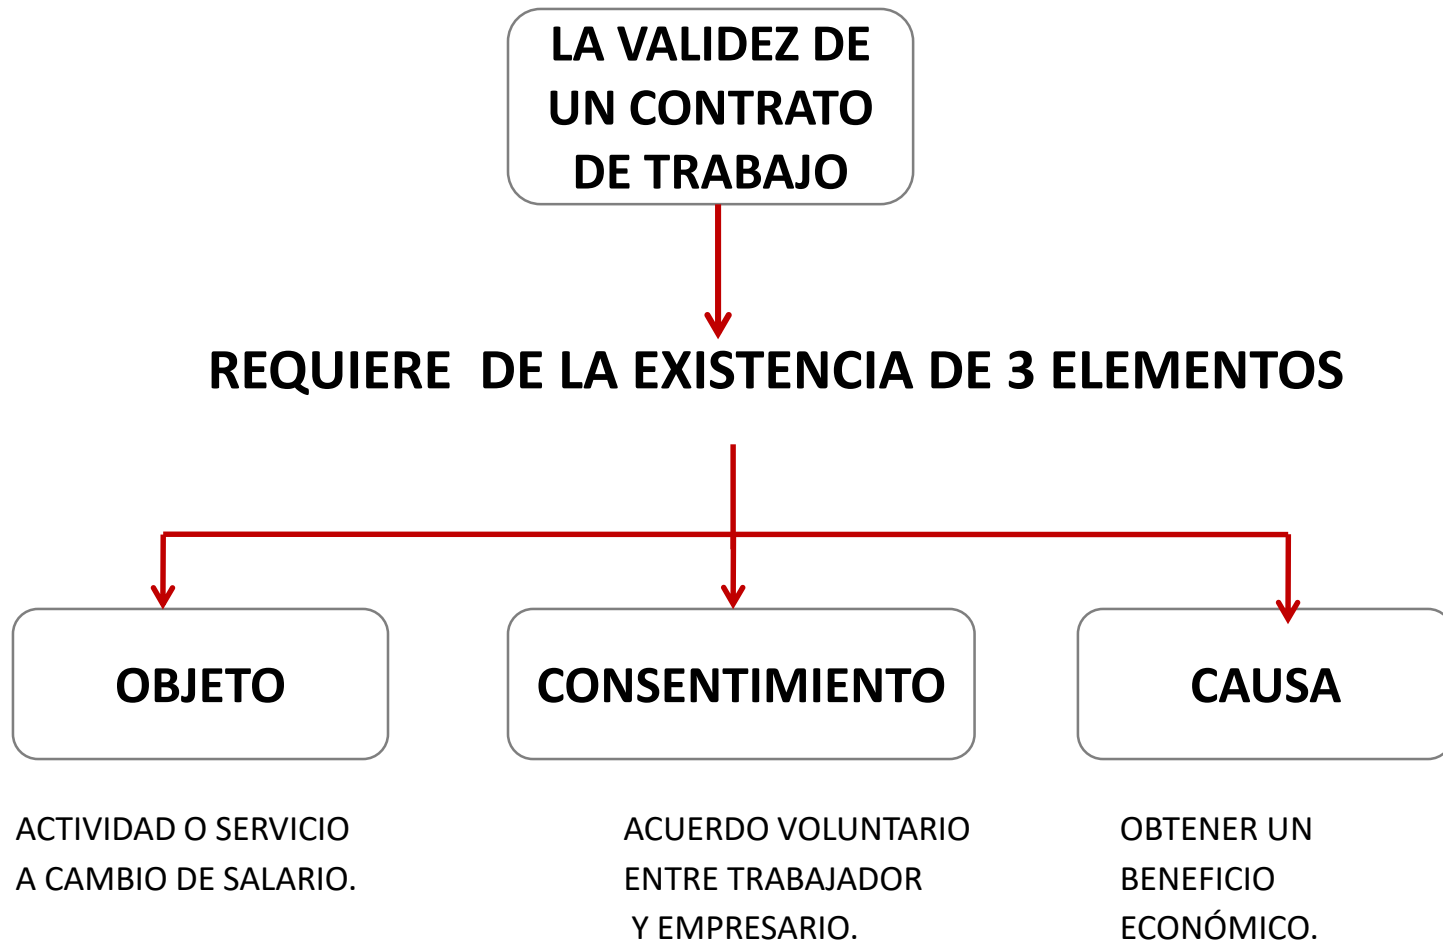 LA VALIDEZ DE
UN CONTRATO
DE TRABAJO
REQUIERE DE LA EXISTENCIA DE 3 ELEMENTOS
OBJETO
CONSENTIMIENTO
CAUSA
ACTIVIDAD O SERVICIO
A CAMBIO DE SALARIO.
ACUERDO VOLUNTARIO
ENTRE TRABAJADOR
Y EMPRESARIO.
OBTENER UN
BENEFICIO
ECONÓMICO.